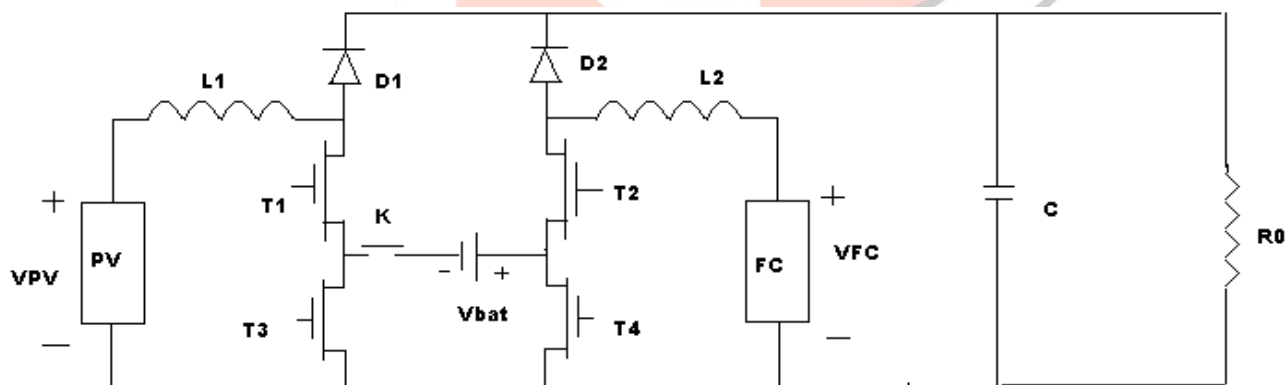 D1
D2
L1
L2
+
T1
T2
+
K
C
R0
VPV
PV
FC
VFC
-
+
Vbat
T3
T4
—
—